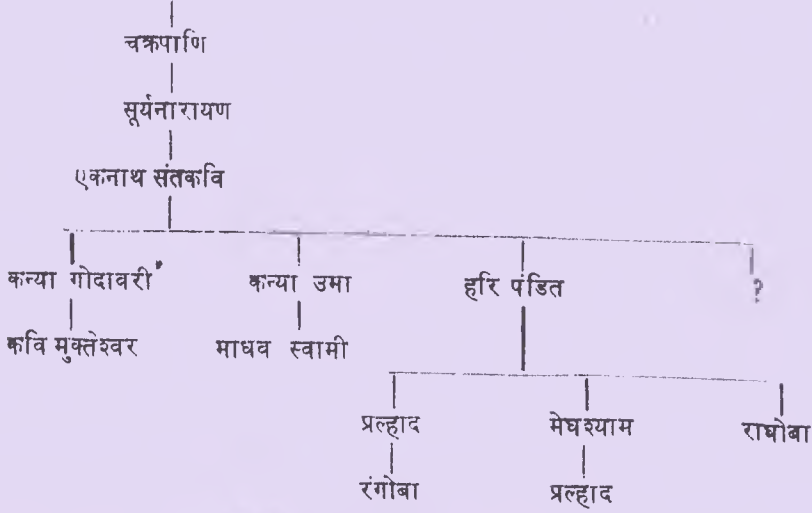 चक्रपाणि
सूर्यनारायण
एकनाथ संतकवि
कन्या गोदावरी* कन्या उमा हरि पंडित ?
कवि मुक्तेश्वर माधव स्वामी
प्रल्हाद मेघश्याम राघोबा
रंगोबा प्रल्हाद